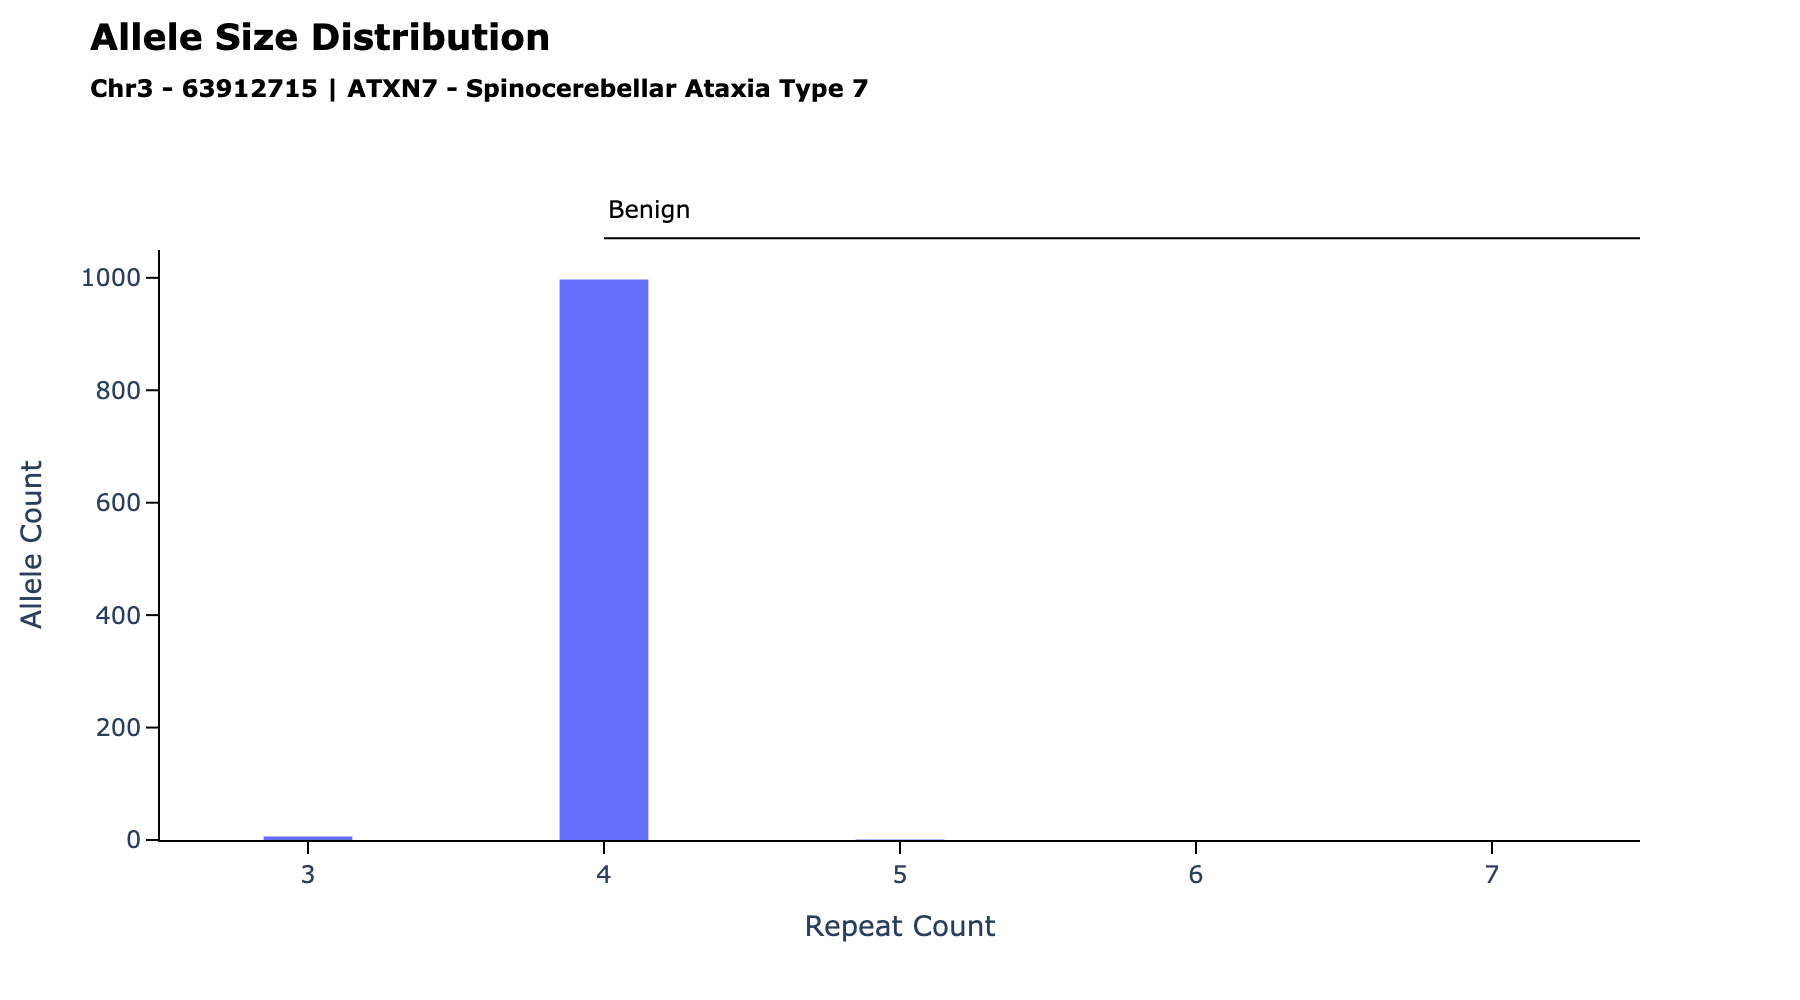 Allele Size Distribution
Chr3 - 63912715 | ATXN7 - Spinocerebellar Ataxia Type 7
Benign
1000
800
600
400
200
0
Allele Count
3 4 5 6 7
Repeat Count